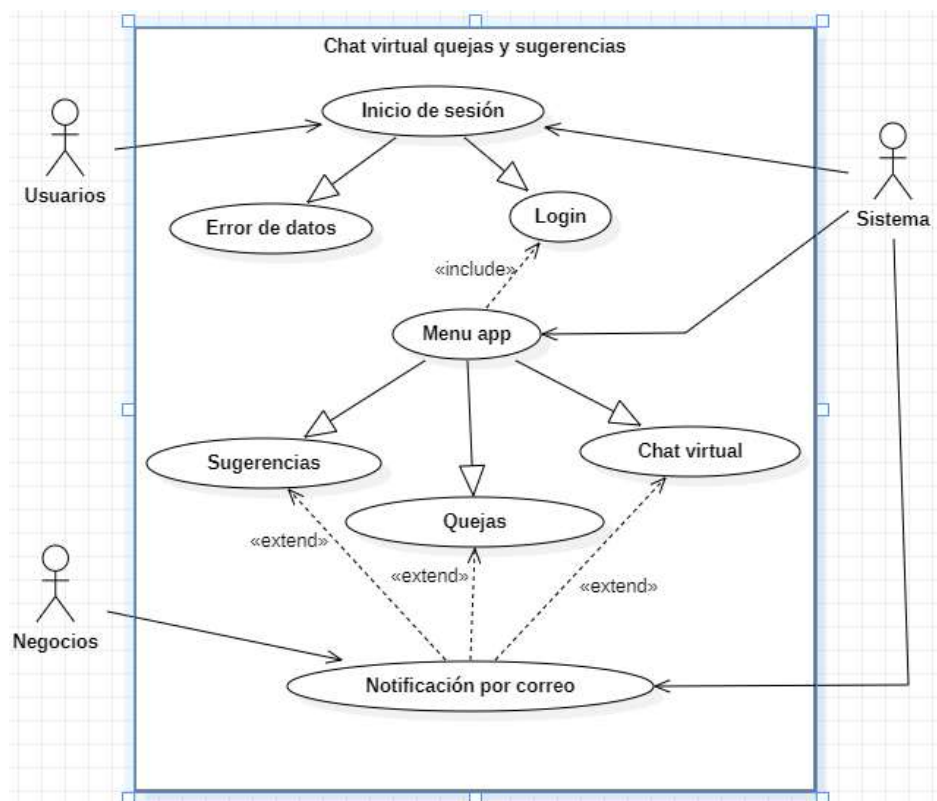 Chat virtual quejas y sugerencias
Inicio de sesión
Usuarios
Sistema
Error de datos
Login
«include»
Menu app
Sugerencias
Chat virtual
Quejas
«extend»
«extend»
«extend»
Negocios
Notificación por correo